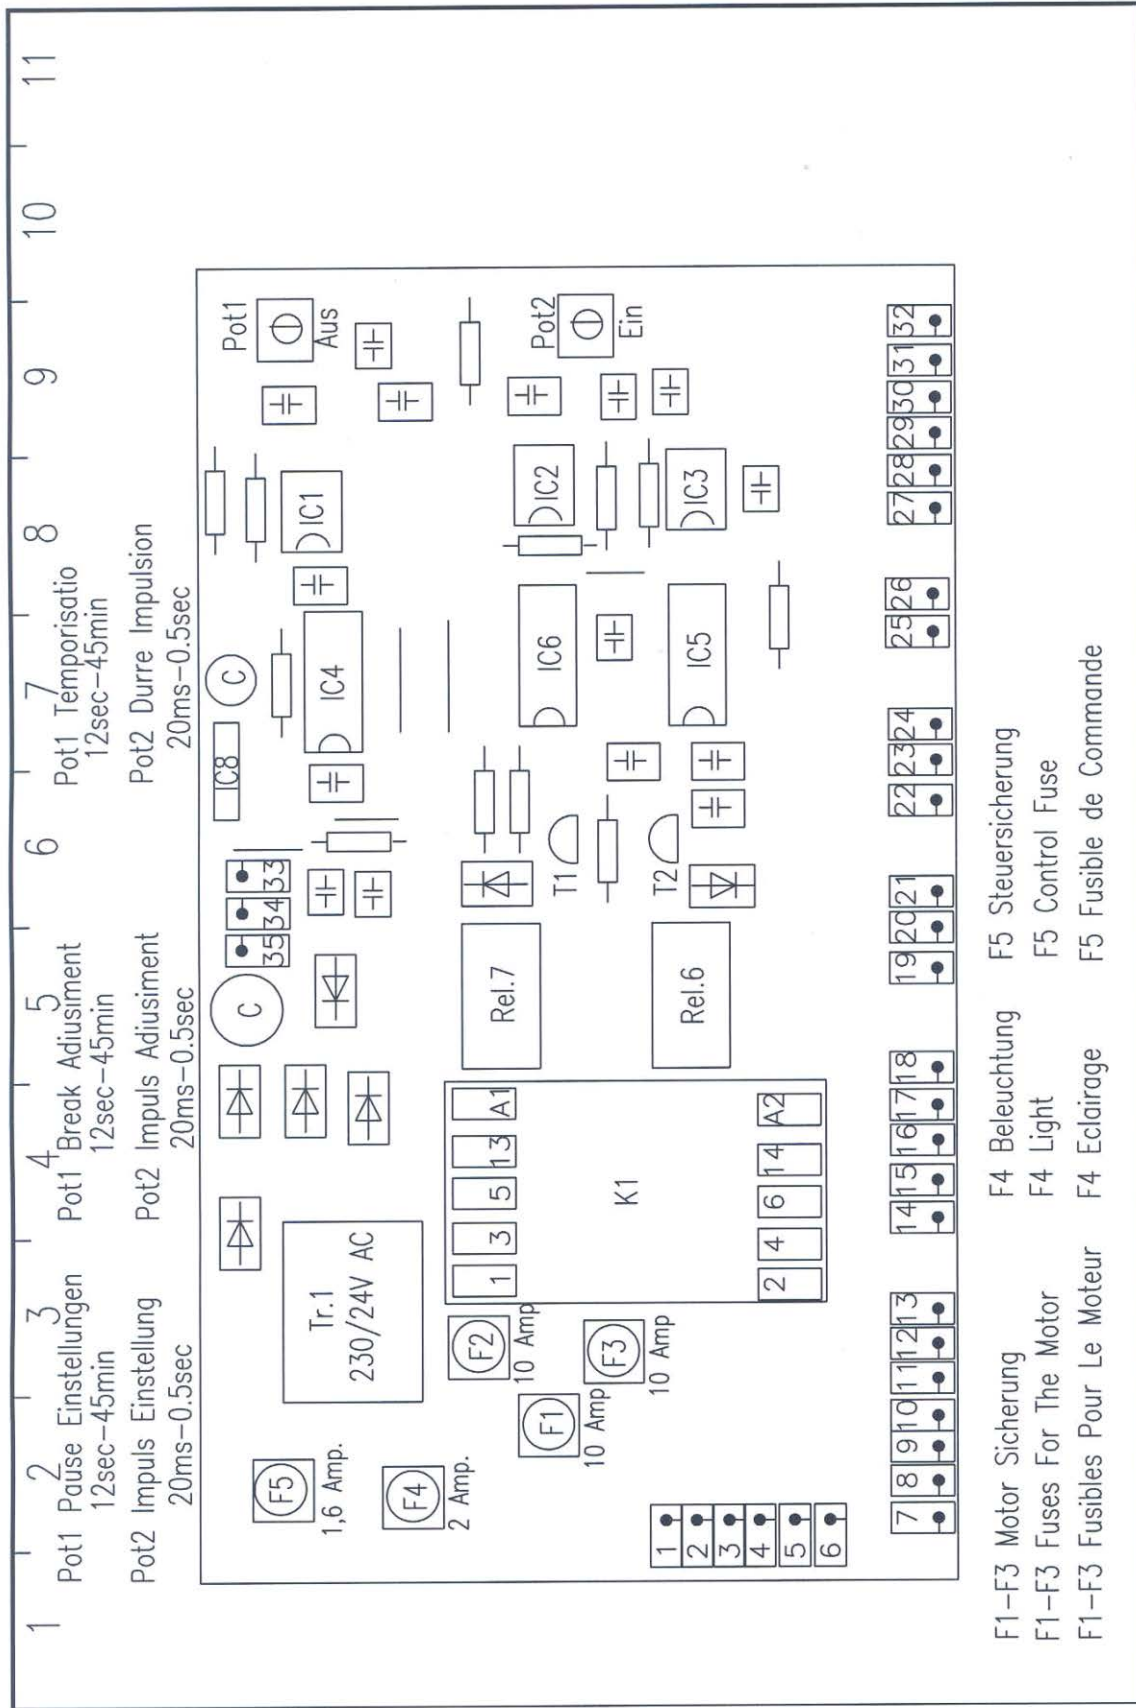 1 2 3 4 5 6 7 8 9 10 11
Pot1 Pause Einstellungen
12sec-45min
Pot2 Impuls Einstellung
20ms-0.5sec
Pot1 Break Adiusiment
12sec-45min
Pot2 Impuls Adiusiment
20ms-0.5sec
Pot1 Temporisatio
12sec-45min
Pot2 Durre Impulsion
20ms-0.5sec
F5
1,6 Amp.
F4
2 Amp.
Tr.1
230/24V AC
F2
10 Amp
F1
10 Amp
F3
10 Amp
1 3 5 13 A1
K1
2 4 6 14 A2
C
35 34 33
C8
C
Rel.7
Rel.6
T1
T2
IC4
IC1
IC6
IC2
IC5
IC3
Pot1
Aus
Pot2
Ein
1
2
3
4
5
6
7 8 9 10 11 12 13 14 15 16 17 18 19 20 21 22 23 24 25 26 27 28 29 30 31 32
F1-F3 Motor Sicherung
F1-F3 Fuses For The Motor
F1-F3 Fusibles Pour Le Moteur
F4 Beleuchtung
F4 Light
F4 Eclairage
F5 Steuersicherung
F5 Control Fuse
F5 Fusible de Commande